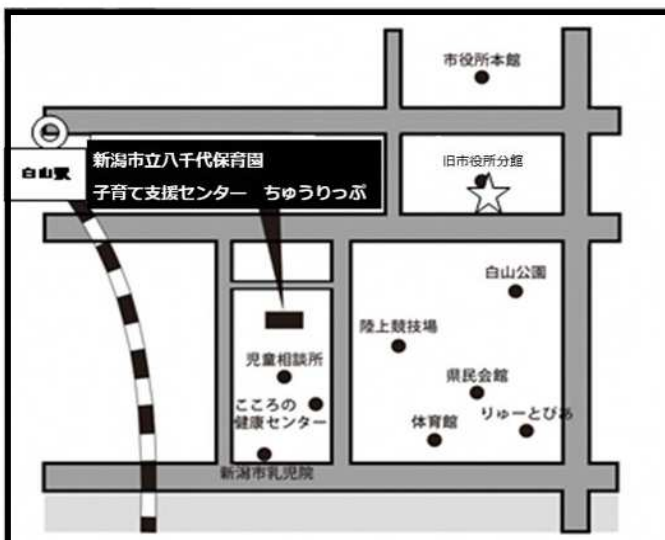 市役所本館
旧市役所分館
白山駅
新潟市立八千代保育園
子育て支援センター　ちゅうりっぷ
白山公園
陸上競技場
児童相談所
県民会館
こころの
健康センター
りゅーとぴあ
体育館
新潟市乳児院